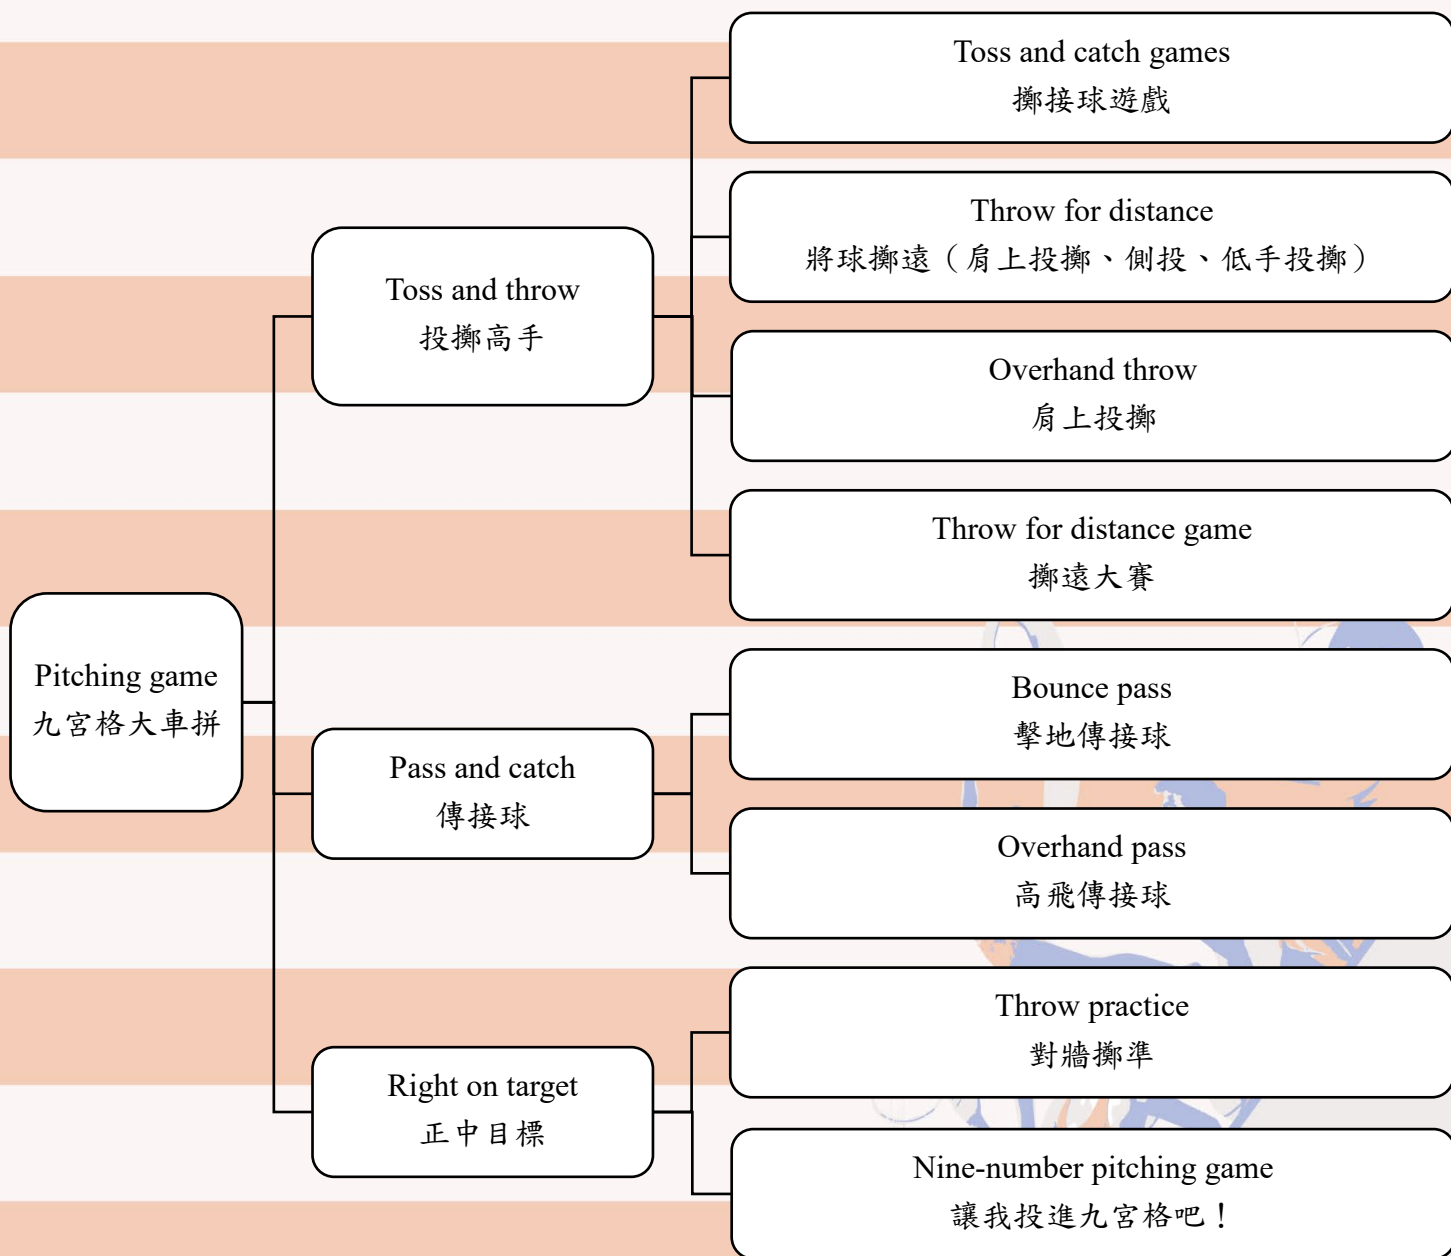 Pitching game
九宮格大車拼
Toss and throw
投擲高手
Toss and catch games
擲接球遊戲
Throw for distance
將球擲遠（肩上投擲、側投、低手投擲）
Overhand throw
肩上投擲
Throw for distance game
擲遠大賽
Pass and catch
傳接球
Bounce pass
擊地傳接球
Overhand pass
高飛傳接球
Right on target
正中目標
Throw practice
對牆擲準
Nine-number pitching game
讓我投進九宮格吧！